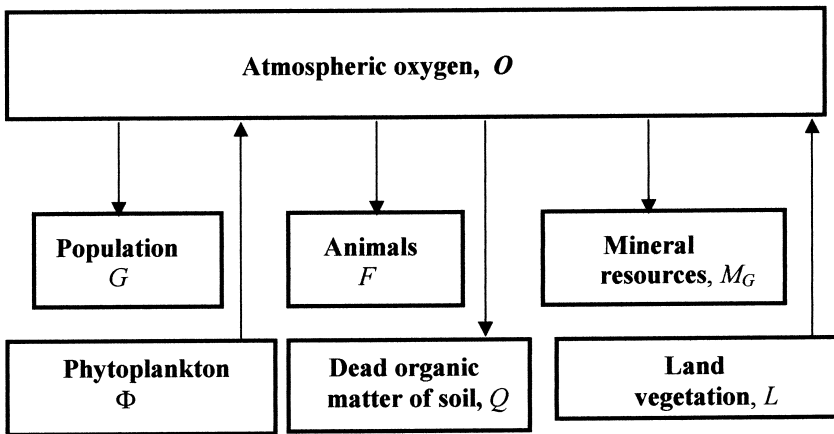 Atmospheric oxygen, O
Population
G
Animals
F
Mineral
resources, M_G
Phytoplankton
Φ
Dead organic
matter of soil, Q
Land
vegetation, L